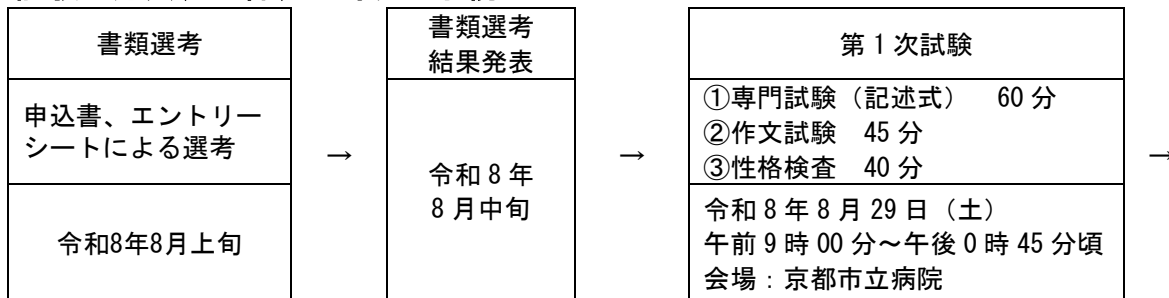 書類選考
申込書、エントリー
シートによる選考
令和8年8月上旬
→
書類選考
結果発表
令和8年
8月中旬
→
第1次試験
①専門試験（記述式） 60分
②作文試験 45分
③性格検査 40分
令和8年8月29日（土）
午前9時00分～午後0時45分頃
会場：京都市立病院
→